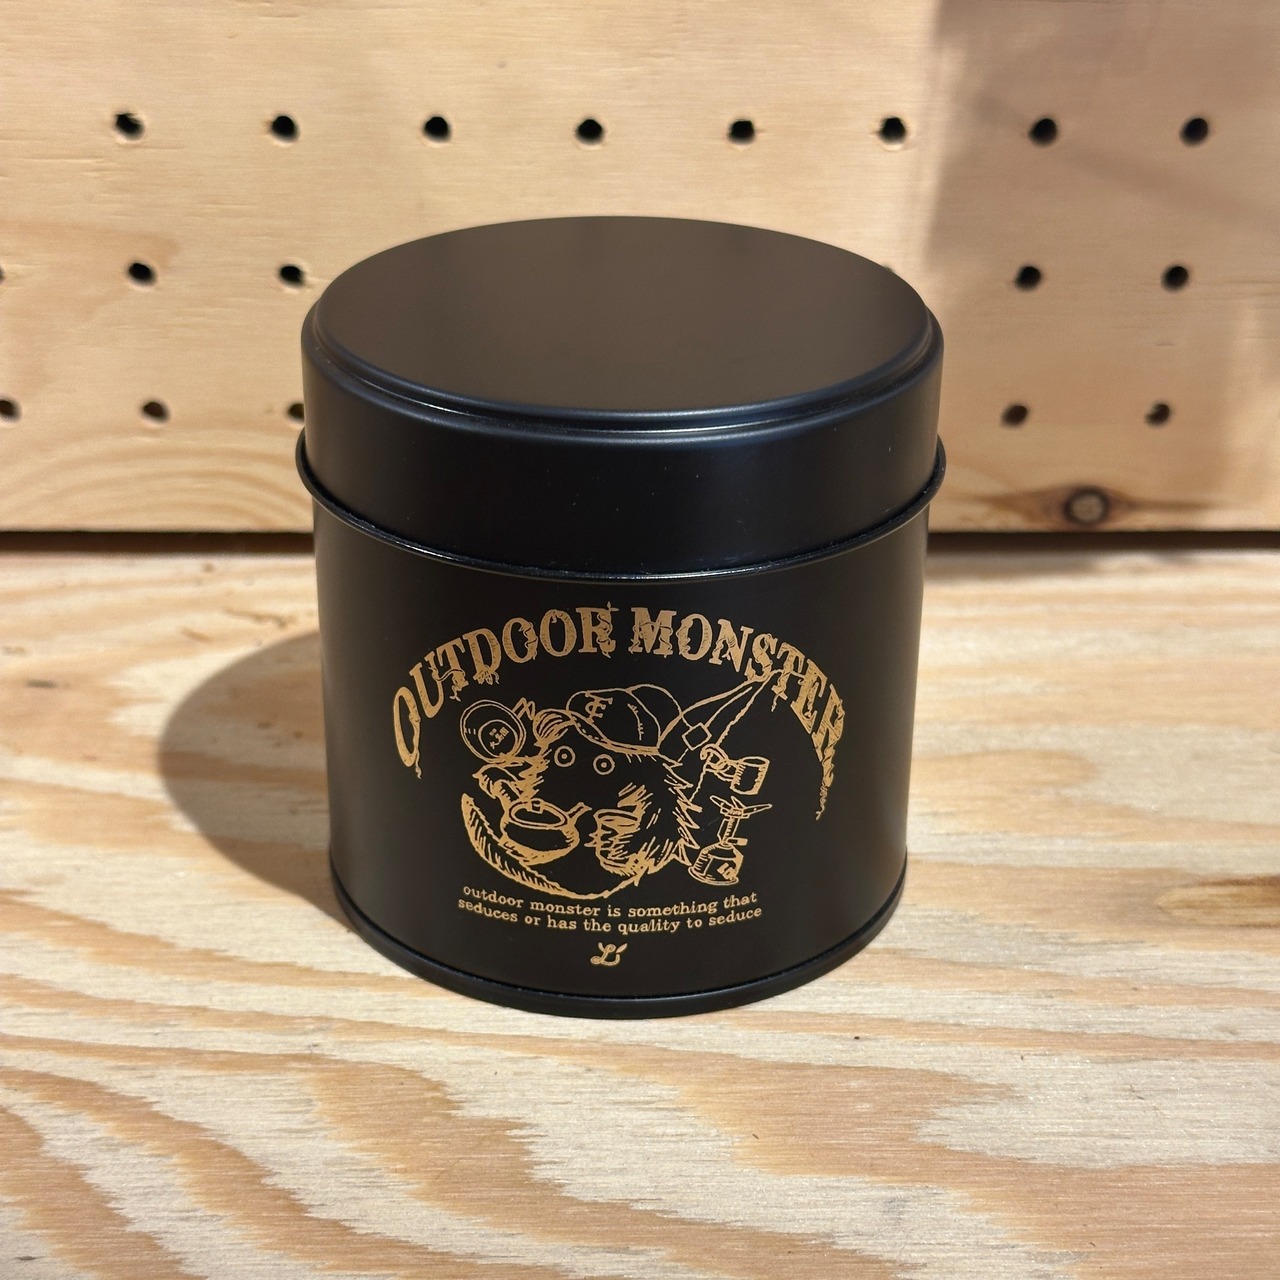 OUTDOOR MONSTER
outdoor monster is something that
seduces or has the quality to seduce